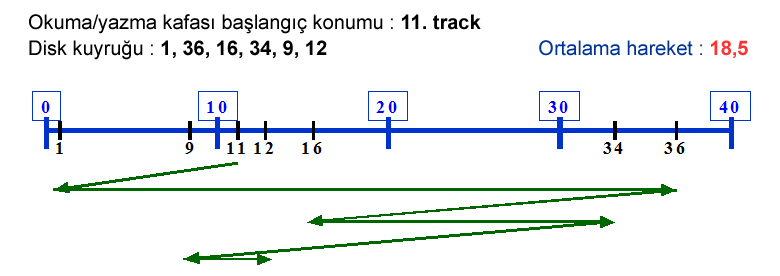 Okuma/yazma kafası başlangıç konumu : 11. track
Disk kuyruğu : 1, 36, 16, 34, 9, 12
Ortalama hareket : 18,5
0 10 20 30 40
1 9 11 12 16 34 36